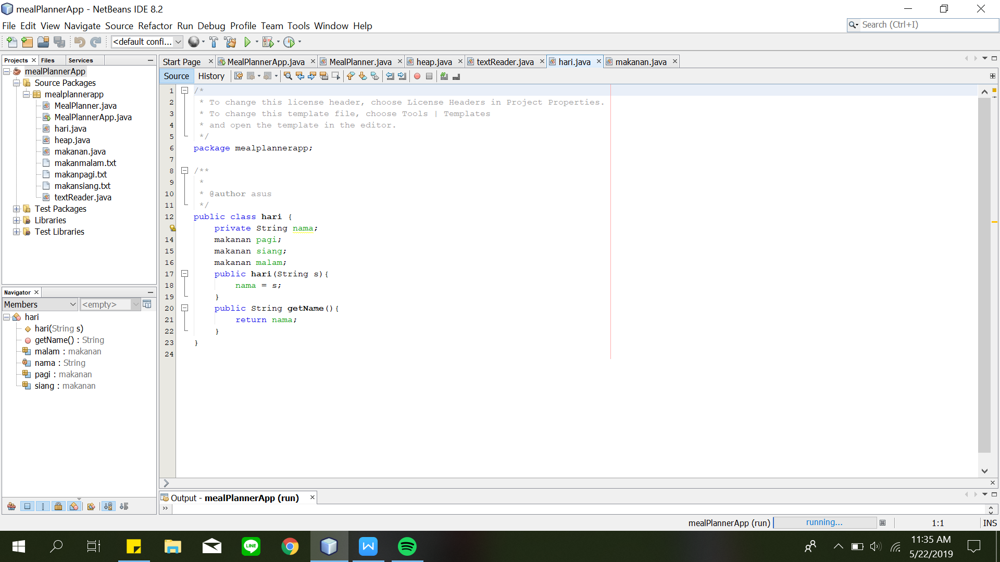 mealPlannerApp - NetBeans IDE 8.2
File Edit View Navigate Source Refactor Run Debug Profile Team Tools Window Help
Search (Ctrl+I)
<default confi...
Projects Files Services
mealPlannerApp
Source Packages
mealplannerapp
MealPlanner.java
MealPlannerApp.java
hari.java
heap.java
makanan.java
makanmalam.txt
makanpagi.txt
makansiang.txt
textReader.java
Test Packages
Libraries
Test Libraries
Navigator
Members <empty>
hari
hari(String s)
getName() : String
malam : makanan
nama : String
pagi : makanan
siang : makanan
Start Page MealPlannerApp.java MealPlanner.java heap.java textReader.java hari.java makanan.java
Source History
1 /*
2 * To change this license header, choose License Headers in Project Properties.
3 * To change this template file, choose Tools | Templates
4 * and open the template in the editor.
5 */
6 package mealplannerapp;
7
8 /**
9 *
10 * @author asus
11 */
12 public class hari {
private String nama;
14 makanan pagi;
15 makanan siang;
16 makanan malam;
17 public hari(String s){
18 nama = s;
19 }
20 public String getName(){
21 return nama;
22 }
23 }
24
Output - mealPlannerApp (run)
mealPlannerApp (run) running... 1:1 INS
LINE
11:35 AM
5/22/2019